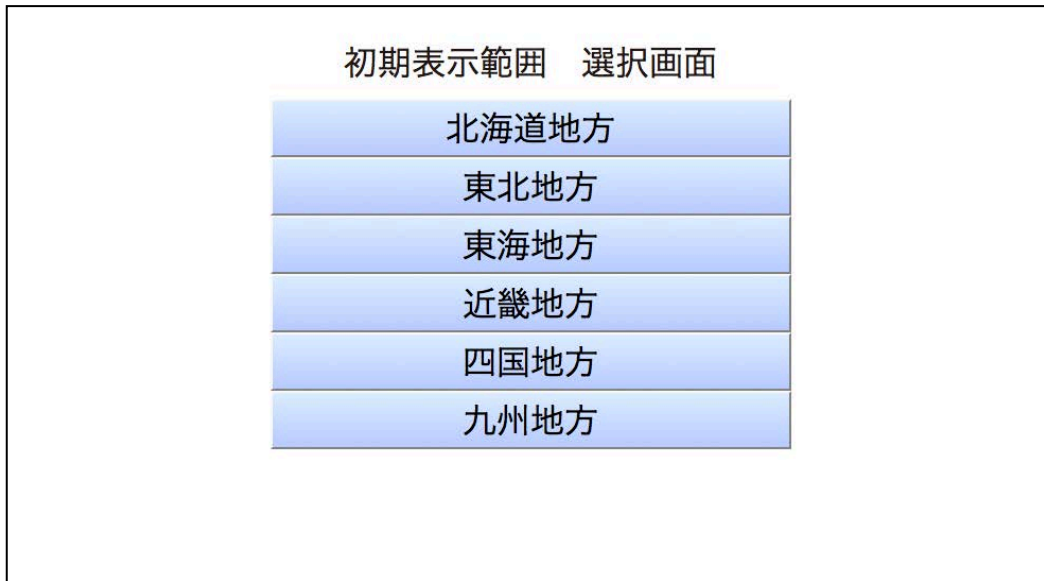 初期表示範囲　選択画面
北海道地方
東北地方
東海地方
近畿地方
四国地方
九州地方